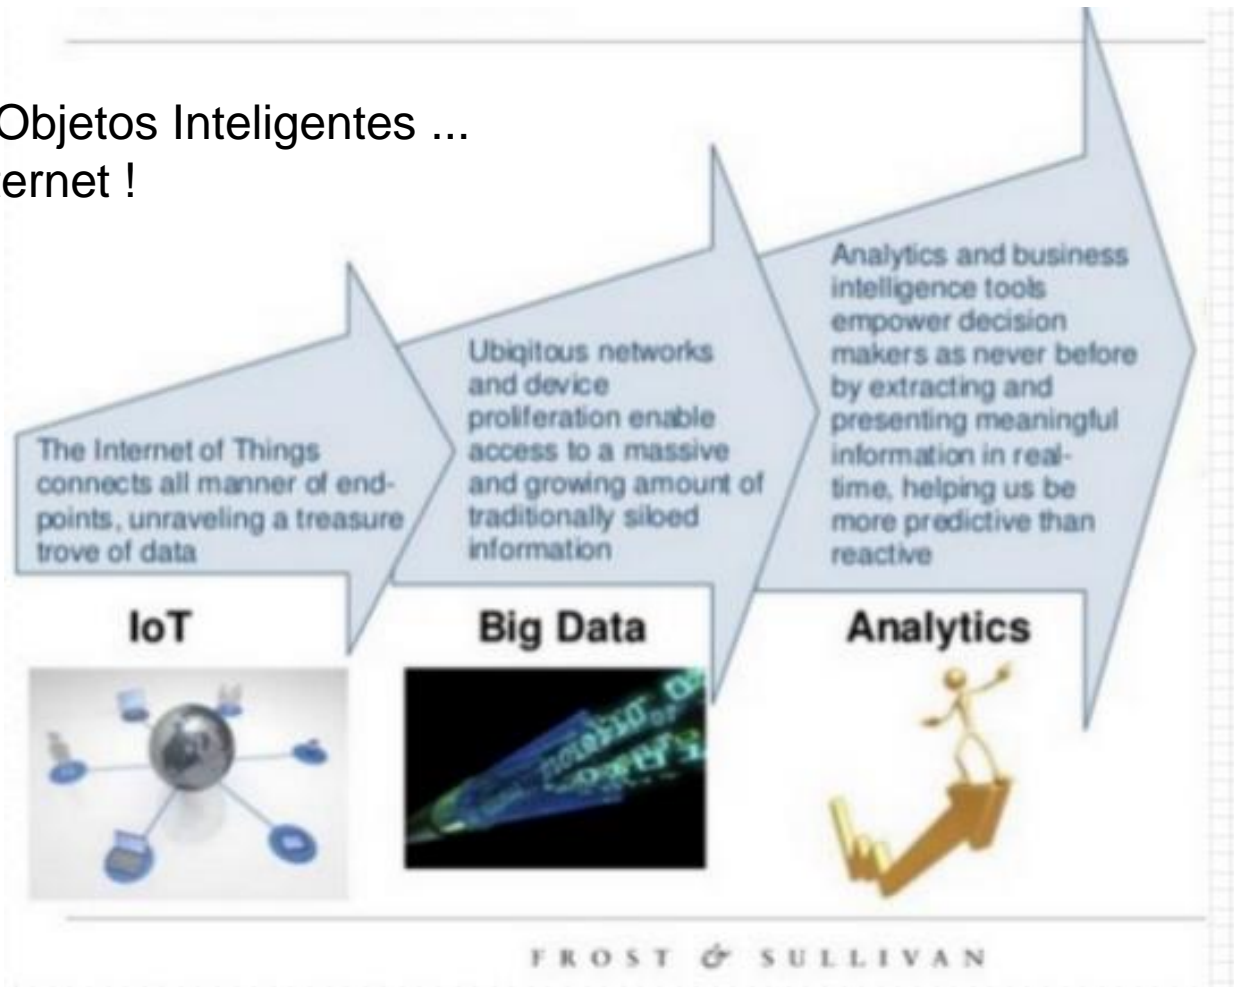 Objetos Inteligentes ...
ternet !
The Internet of Things
connects all manner of end-
points, unraveling a treasure
trove of data
Ubiqitous networks
and device
proliferation enable
access to a massive
and growing amount of
traditionally siloed
information
Analytics and business
intelligence tools
empower decision
makers as never before
by extracting and
presenting meaningful
information in real-
time, helping us be
more predictive than
reactive
IoT
Big Data
Analytics
FROST & SULLIVAN